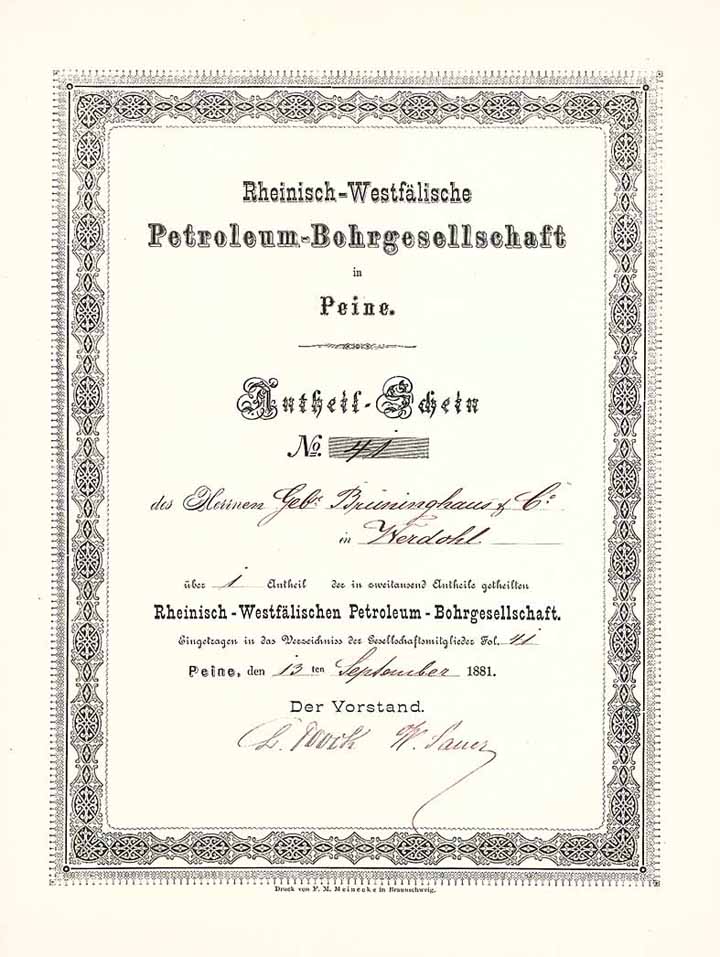 Rheinisch-Westfälische
Petroleum-Bohrgesellschaft
in
Peine.
Antheil-Schein
No. 41
des Herrnen Gebr. Brüninghaus & Co.
in Werdohl
über 1 Antheil der in zweitausend Antheile getheilten
Rheinisch-Westfälischen Petroleum-Bohrgesellschaft.
Eingetragen in das Verzeichniss der Gesellschaftsmitglieder Fol. 41
Peine, den 13ten September 1881.
Der Vorstand.
W. Sauer
Druck von F. M. Meinecke in Braunschweig.